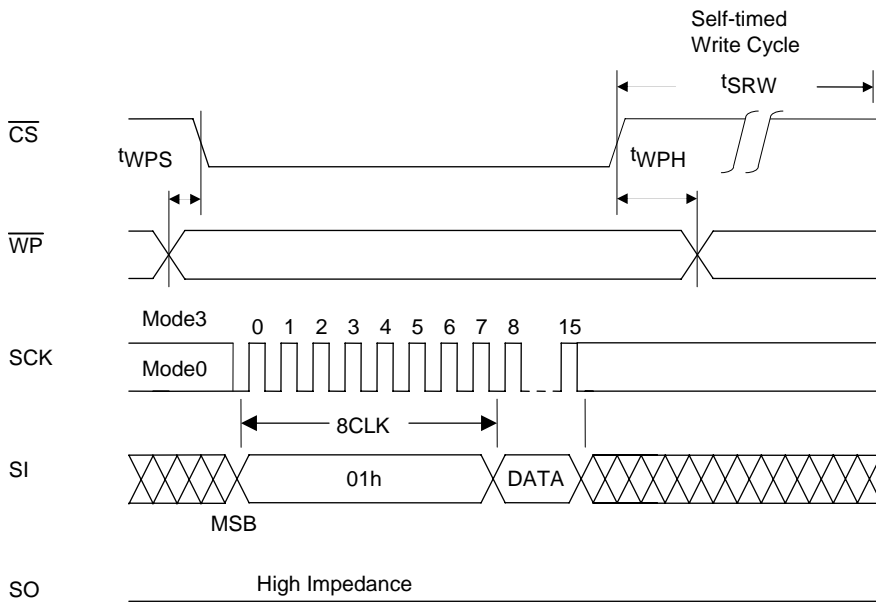 Self-timed
Write Cycle
tSRW
CS
tWPS
tWPH
WP
Mode3
0 1 2 3 4 5 6 7 8 15
SCK
Mode0
8CLK
SI
01h
DATA
MSB
High Impedance
SO